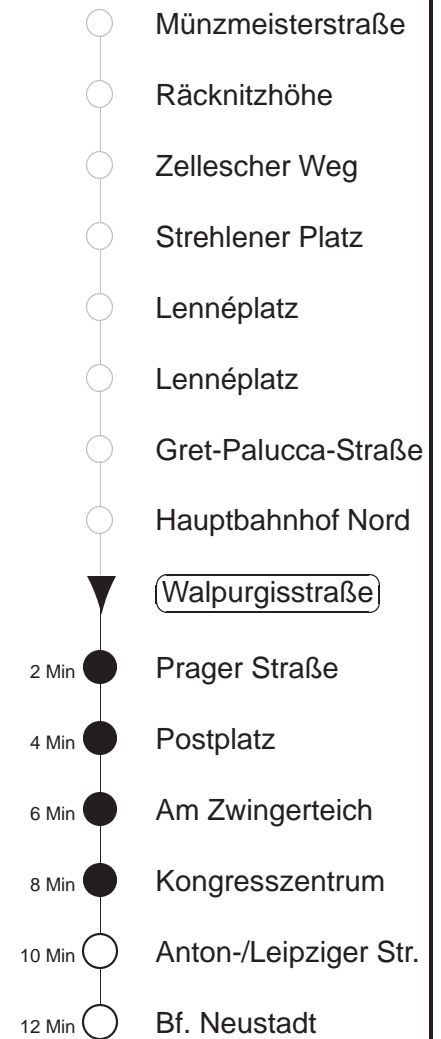 Münzmeisterstraße
Räcknitzhöhe
Zellescher Weg
Strehlener Platz
Lennéplatz
Lennéplatz
Gret-Palucca-Straße
Hauptbahnhof Nord
Walpurgisstraße
2 Min Prager Straße
4 Min Postplatz
6 Min Am Zwingerteich
8 Min Kongresszentrum
10 Min Anton-/Leipziger Str.
12 Min Bf. Neustadt